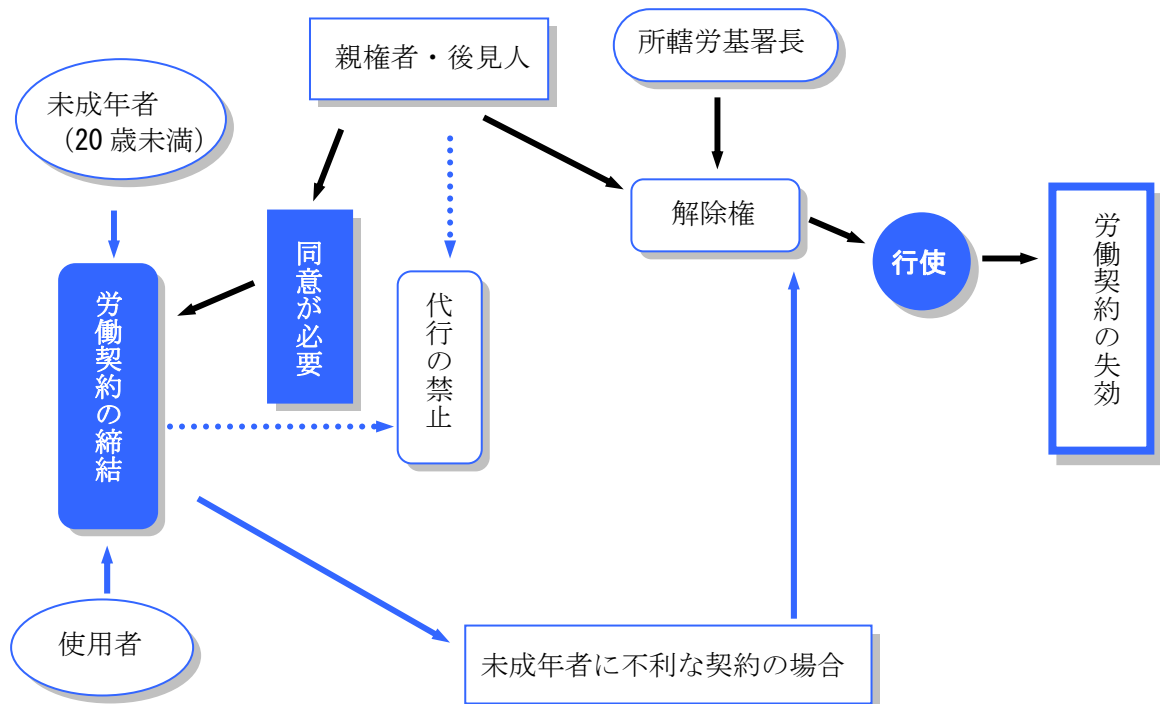 親権者・後見人
所轄労基署長
未成年者
（20 歳未満）
解除権
行使
労働契約の失効
同意が必要
代行の禁止
労働契約の締結
使用者
未成年者に不利な契約の場合